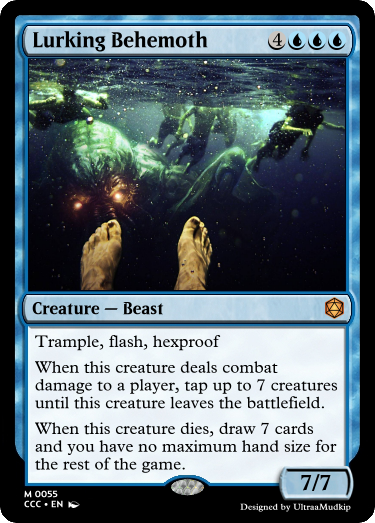 Lurking Behemoth 4
Creature — Beast
Trample, flash, hexproof
When this creature deals combat
damage to a player, tap up to 7 creatures
until this creature leaves the battlefield.
When this creature dies, draw 7 cards
and you have no maximum hand size for
the rest of the game.
7/7
M 0055
CCC • EN
Designed by UltraaMudkip